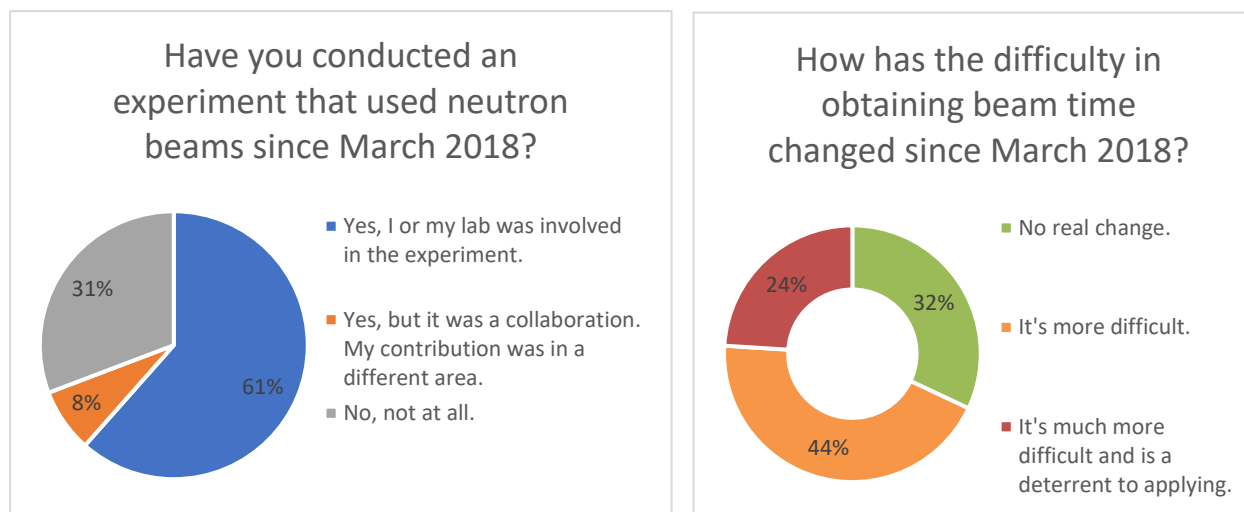 Have you conducted an
experiment that used neutron
beams since March 2018?
31%
8%
61%
Yes, I or my lab was involved
in the experiment.
Yes, but it was a collaboration.
My contribution was in a
different area.
No, not at all.
How has the difficulty in
obtaining beam time
changed since March 2018?
24%
32%
44%
No real change.
It's more difficult.
It's much more
difficult and is a
deterrent to applying.